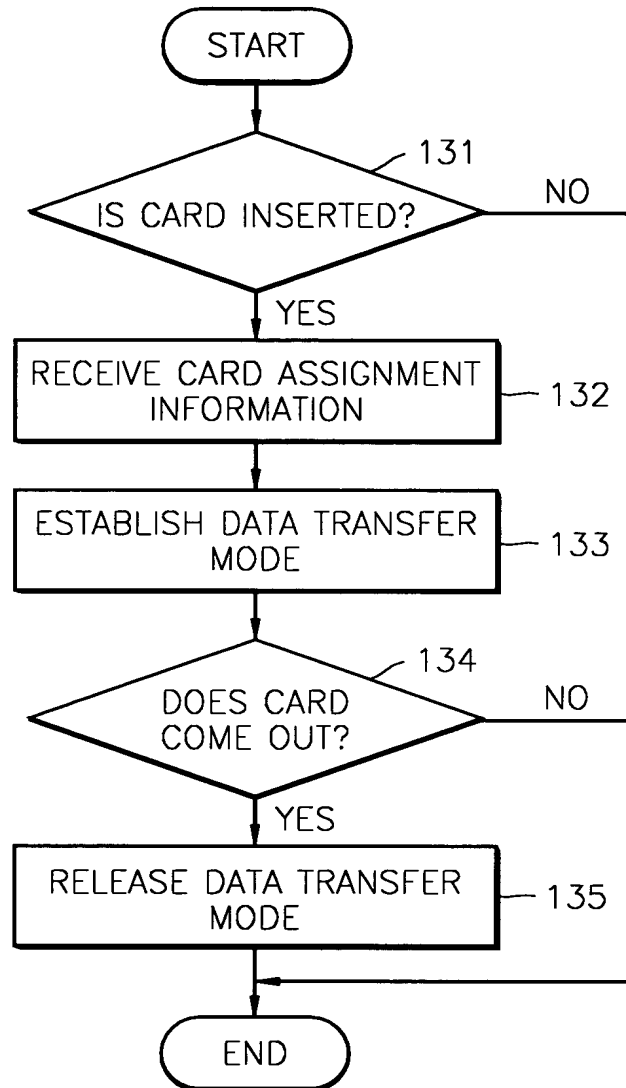 START
131
IS CARD INSERTED?
NO
YES
RECEIVE CARD ASSIGNMENT
INFORMATION
132
ESTABLISH DATA TRANSFER
MODE
133
134
DOES CARD
COME OUT?
NO
YES
RELEASE DATA TRANSFER
MODE
135
END